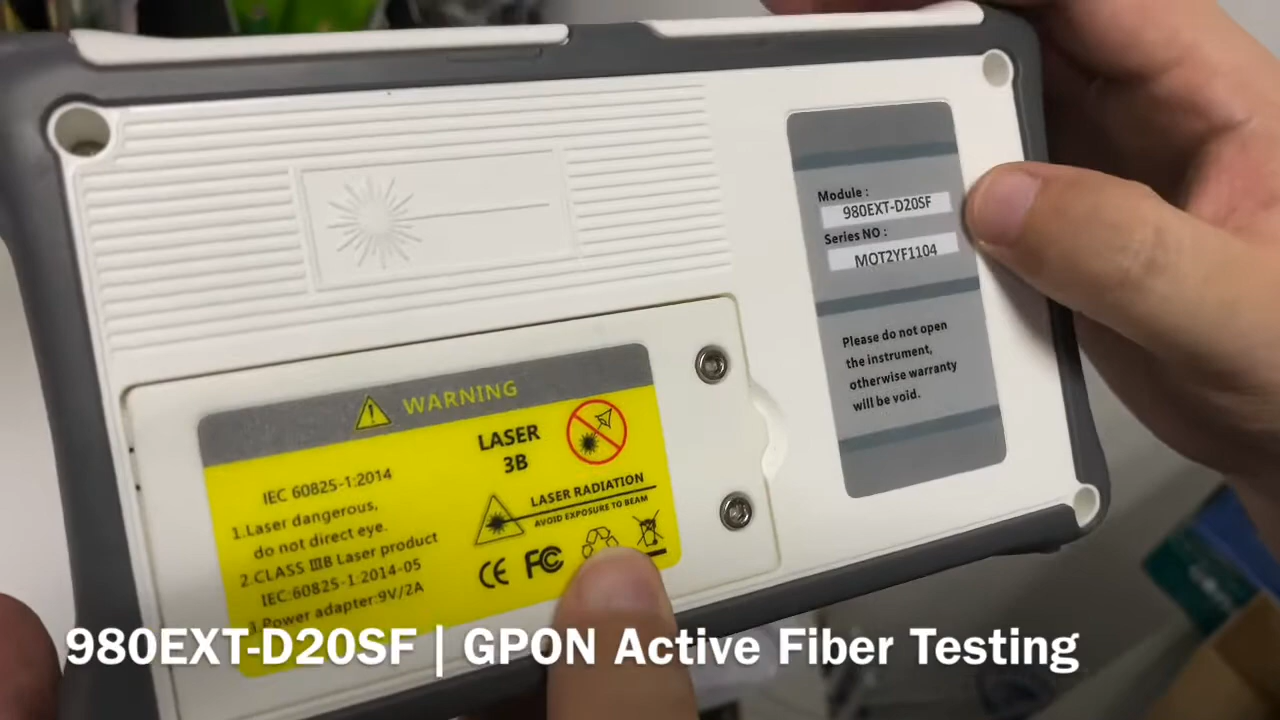 Module :
980EXT-D20SF
Series NO :
MOT2YF1104
Please do not open
the instrument,
otherwise warranty
will be void.
WARNING
IEC 60825-1:2014
1.Laser dangerous,
do not direct eye.
2.CLASS ⅢB Laser product
IEC:60825-1:2014-05
3.Power adapter:9V/2A
LASER
3B
LASER RADIATION
AVOID EXPOSURE TO BEAM
CE FC
980EXT-D20SF | GPON Active Fiber Testing